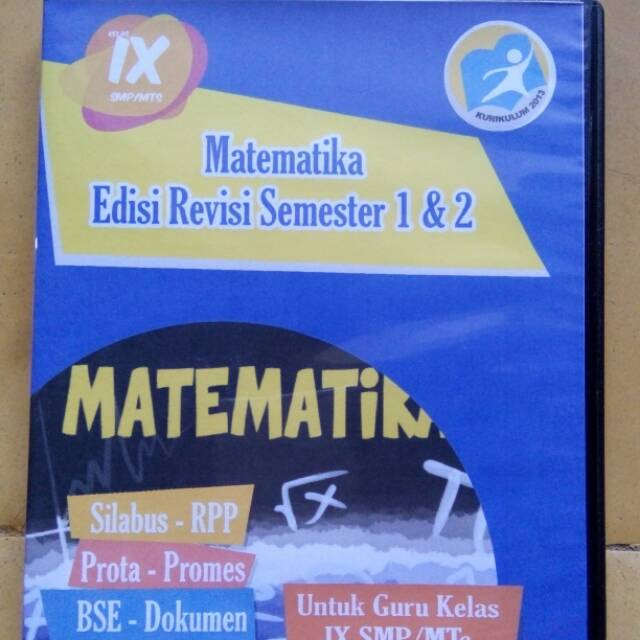 KELAS
IX
SMP/MTS
KURIKULUM 2013
Matematika
Edisi Revisi Semester 1 & 2
MATEMATIKA
√x
Silabus - RPP
Prota - Promes
BSE - Dokumen
Untuk Guru Kelas
IX SMP/MTs